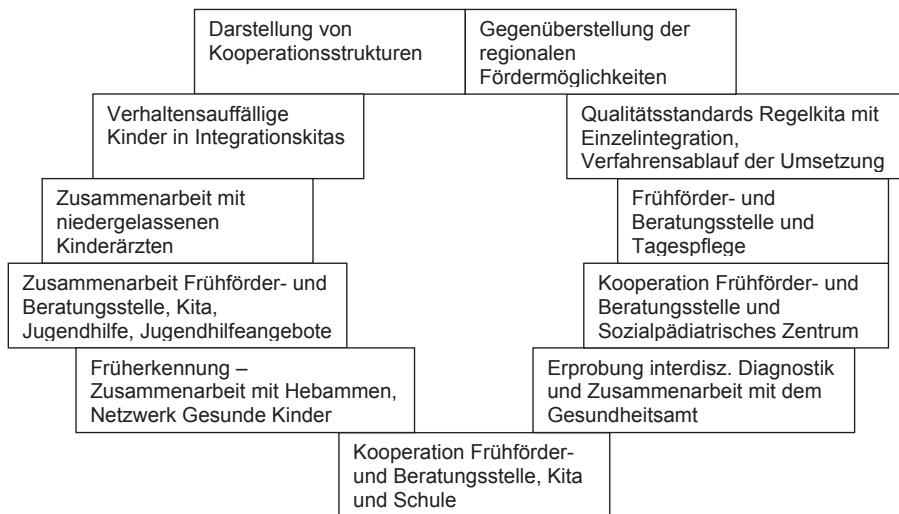 Darstellung von
Kooperationsstrukturen
Gegenüberstellung der
regionalen
Fördermöglichkeiten
Verhaltensauffällige
Kinder in Integrationskitas
Qualitätsstandards Regelkita mit
Einzelintegration,
Verfahrensablauf der Umsetzung
Zusammenarbeit mit
niedergelassenen
Kinderärzten
Frühförder- und
Beratungsstelle und
Tagespflege
Zusammenarbeit Frühförder- und
Beratungsstelle, Kita,
Jugendhilfe, Jugendhilfeangebote
Kooperation Frühförder- und
Beratungsstelle und
Sozialpädiatrisches Zentrum
Früherkennung –
Zusammenarbeit mit Hebammen,
Netzwerk Gesunde Kinder
Erprobung interdisz. Diagnostik
und Zusammenarbeit mit dem
Gesundheitsamt
Kooperation Frühförder-
und Beratungsstelle, Kita
und Schule